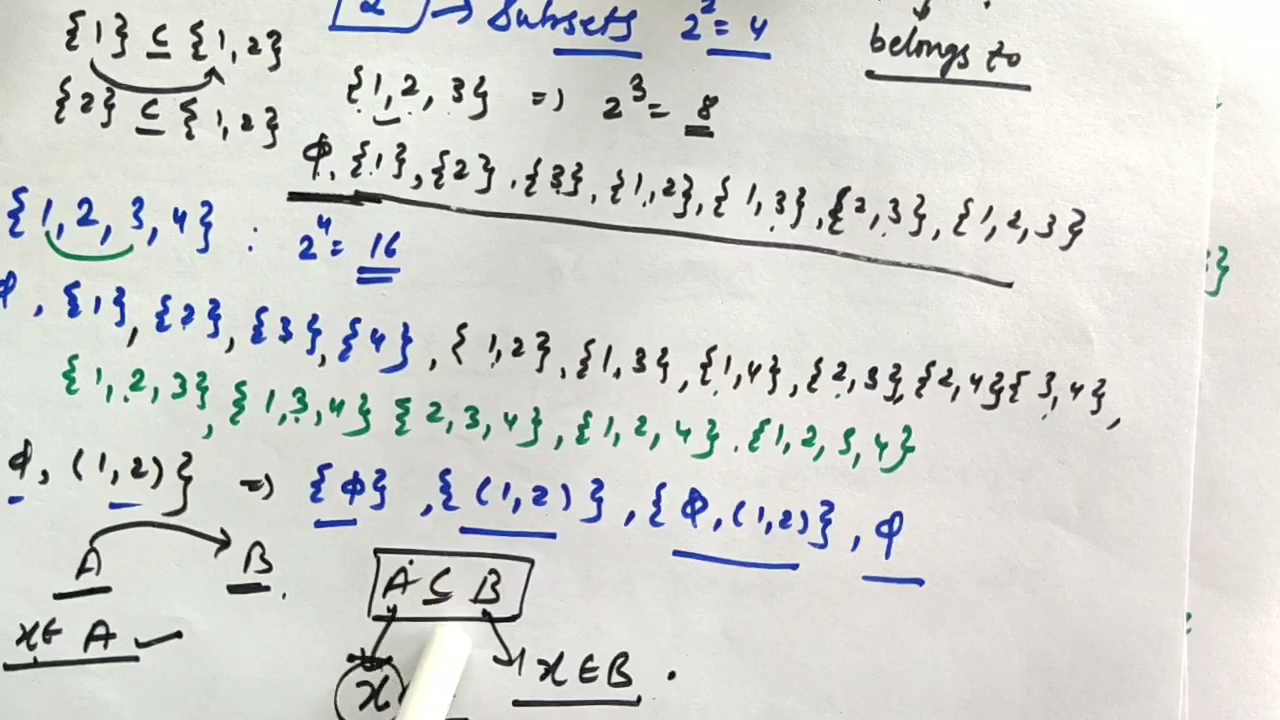 {1} ⊆ {1,2}
2 → Subsets 2² = 4
belongs to
{2} ⊆ {1,2}
{1,2,3} ⇒ 2³ = 8
ϕ, {1}, {2}, {3}, {1,2}, {1,3}, {2,3}, {1,2,3}
{1,2,3,4} : 2⁴ = 16
ϕ, {1}, {2}, {3}, {4}, {1,2}, {1,3}, {1,4}, {2,3}, {2,4} {3,4},
{1,2,3}, {1,3,4} {2,3,4}, {1,2,4}, {1,2,3,4}
ϕ, (1,2)} ⇒ {ϕ}, {(1,2)}, {ϕ,(1,2)}, ϕ
A → B.
A ⊆ B
x ∈ A ✓
x
x ∈ B.